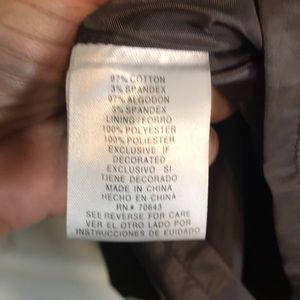 97% COTTON
3% SPANDEX
97% ALGODON
3% SPANDEX
LINING/FORRO
100% POLYESTER
100% POLIESTER
EXCLUSIVE IF
DECORATED
EXCLUSIVO SI
TIENE DECORADO
MADE IN CHINA
HECHO EN CHINA
RN# 70643
SEE REVERSE FOR CARE
VER EL OTRO LADO POR
INSTRUCCIONES DE EUIDADO